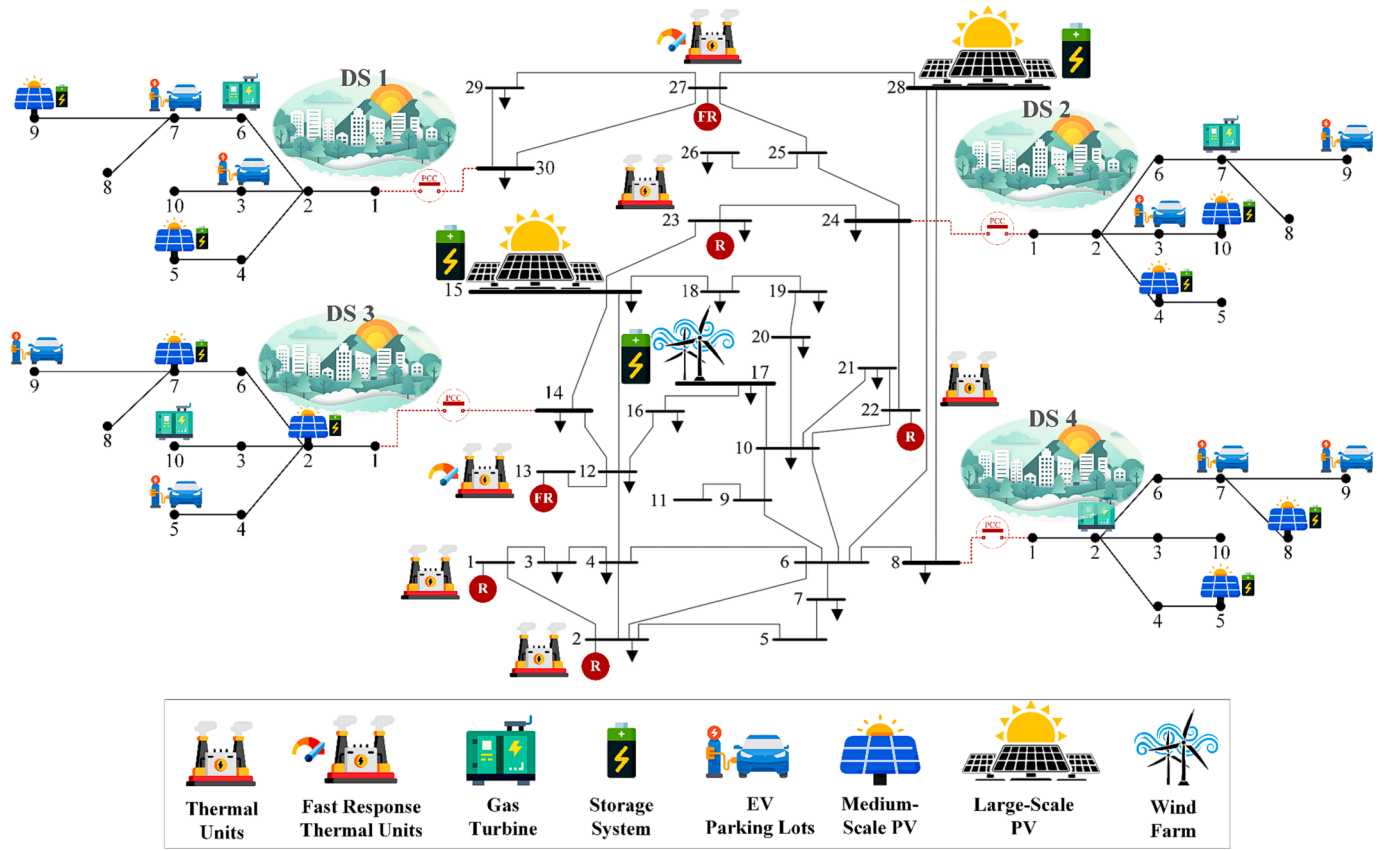 DS 1
9
7
6
8
10
3
2
1
5
4
PCC
29
27
28
FR
26
25
30
23
24
R
15
18
19
20
17
21
22
R
14
16
10
13
12
FR
11
9
1
3
4
6
8
R
7
2
5
R
DS 2
6
7
9
8
PCC
1
2
3
10
4
5
DS 3
9
7
6
8
10
3
2
1
5
4
PCC
DS 4
6
7
9
8
PCC
1
2
3
10
4
5
Thermal
Units
Fast Response
Thermal Units
Gas
Turbine
Storage
System
EV
Parking Lots
Medium-
Scale PV
Large-Scale
PV
Wind
Farm